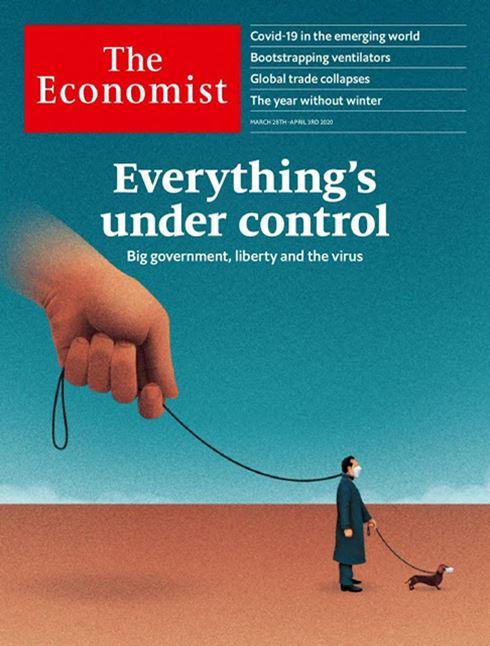 The
Economist
Covid-19 in the emerging world
Bootstrapping ventilators
Global trade collapses
The year without winter
MARCH 28TH–APRIL 3RD 2020
Everything's
under control
Big government, liberty and the virus